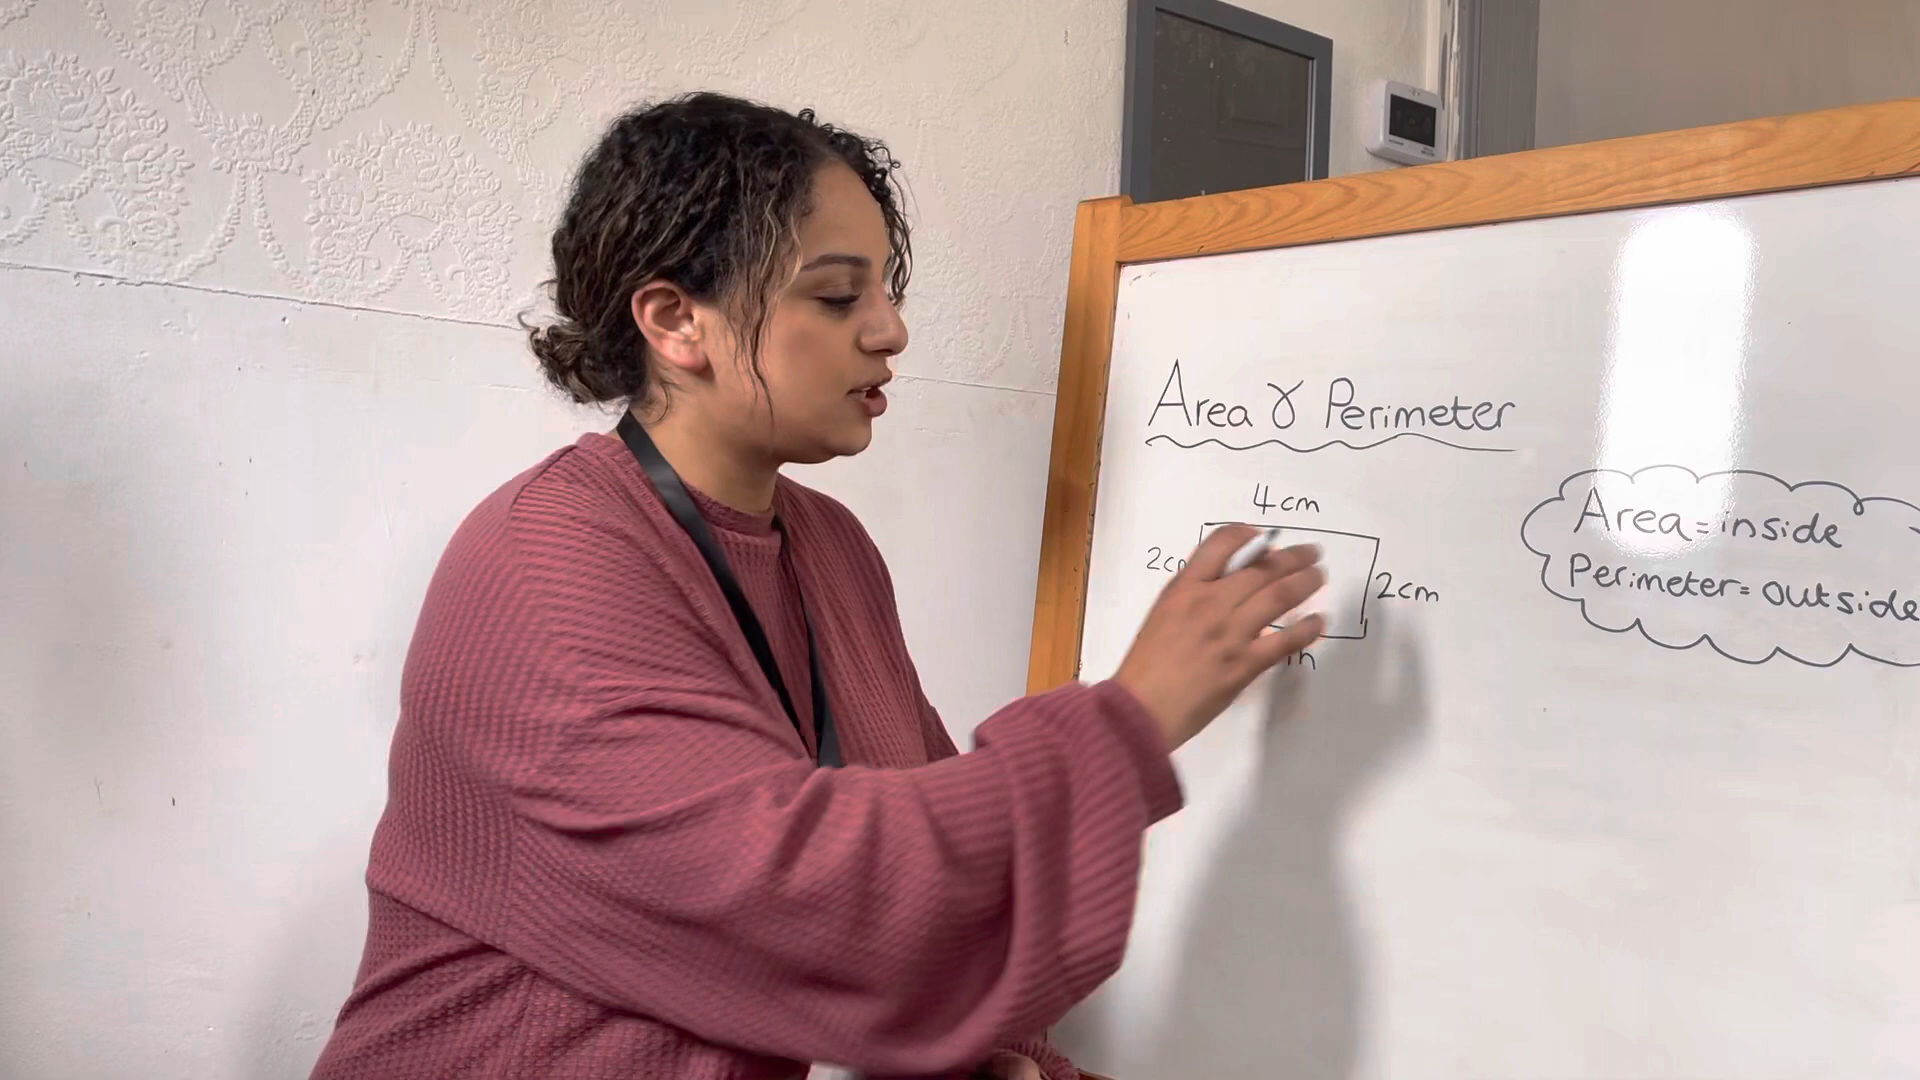 Area & Perimeter
4cm
2cm
2cm
Area = inside
Perimeter = outside